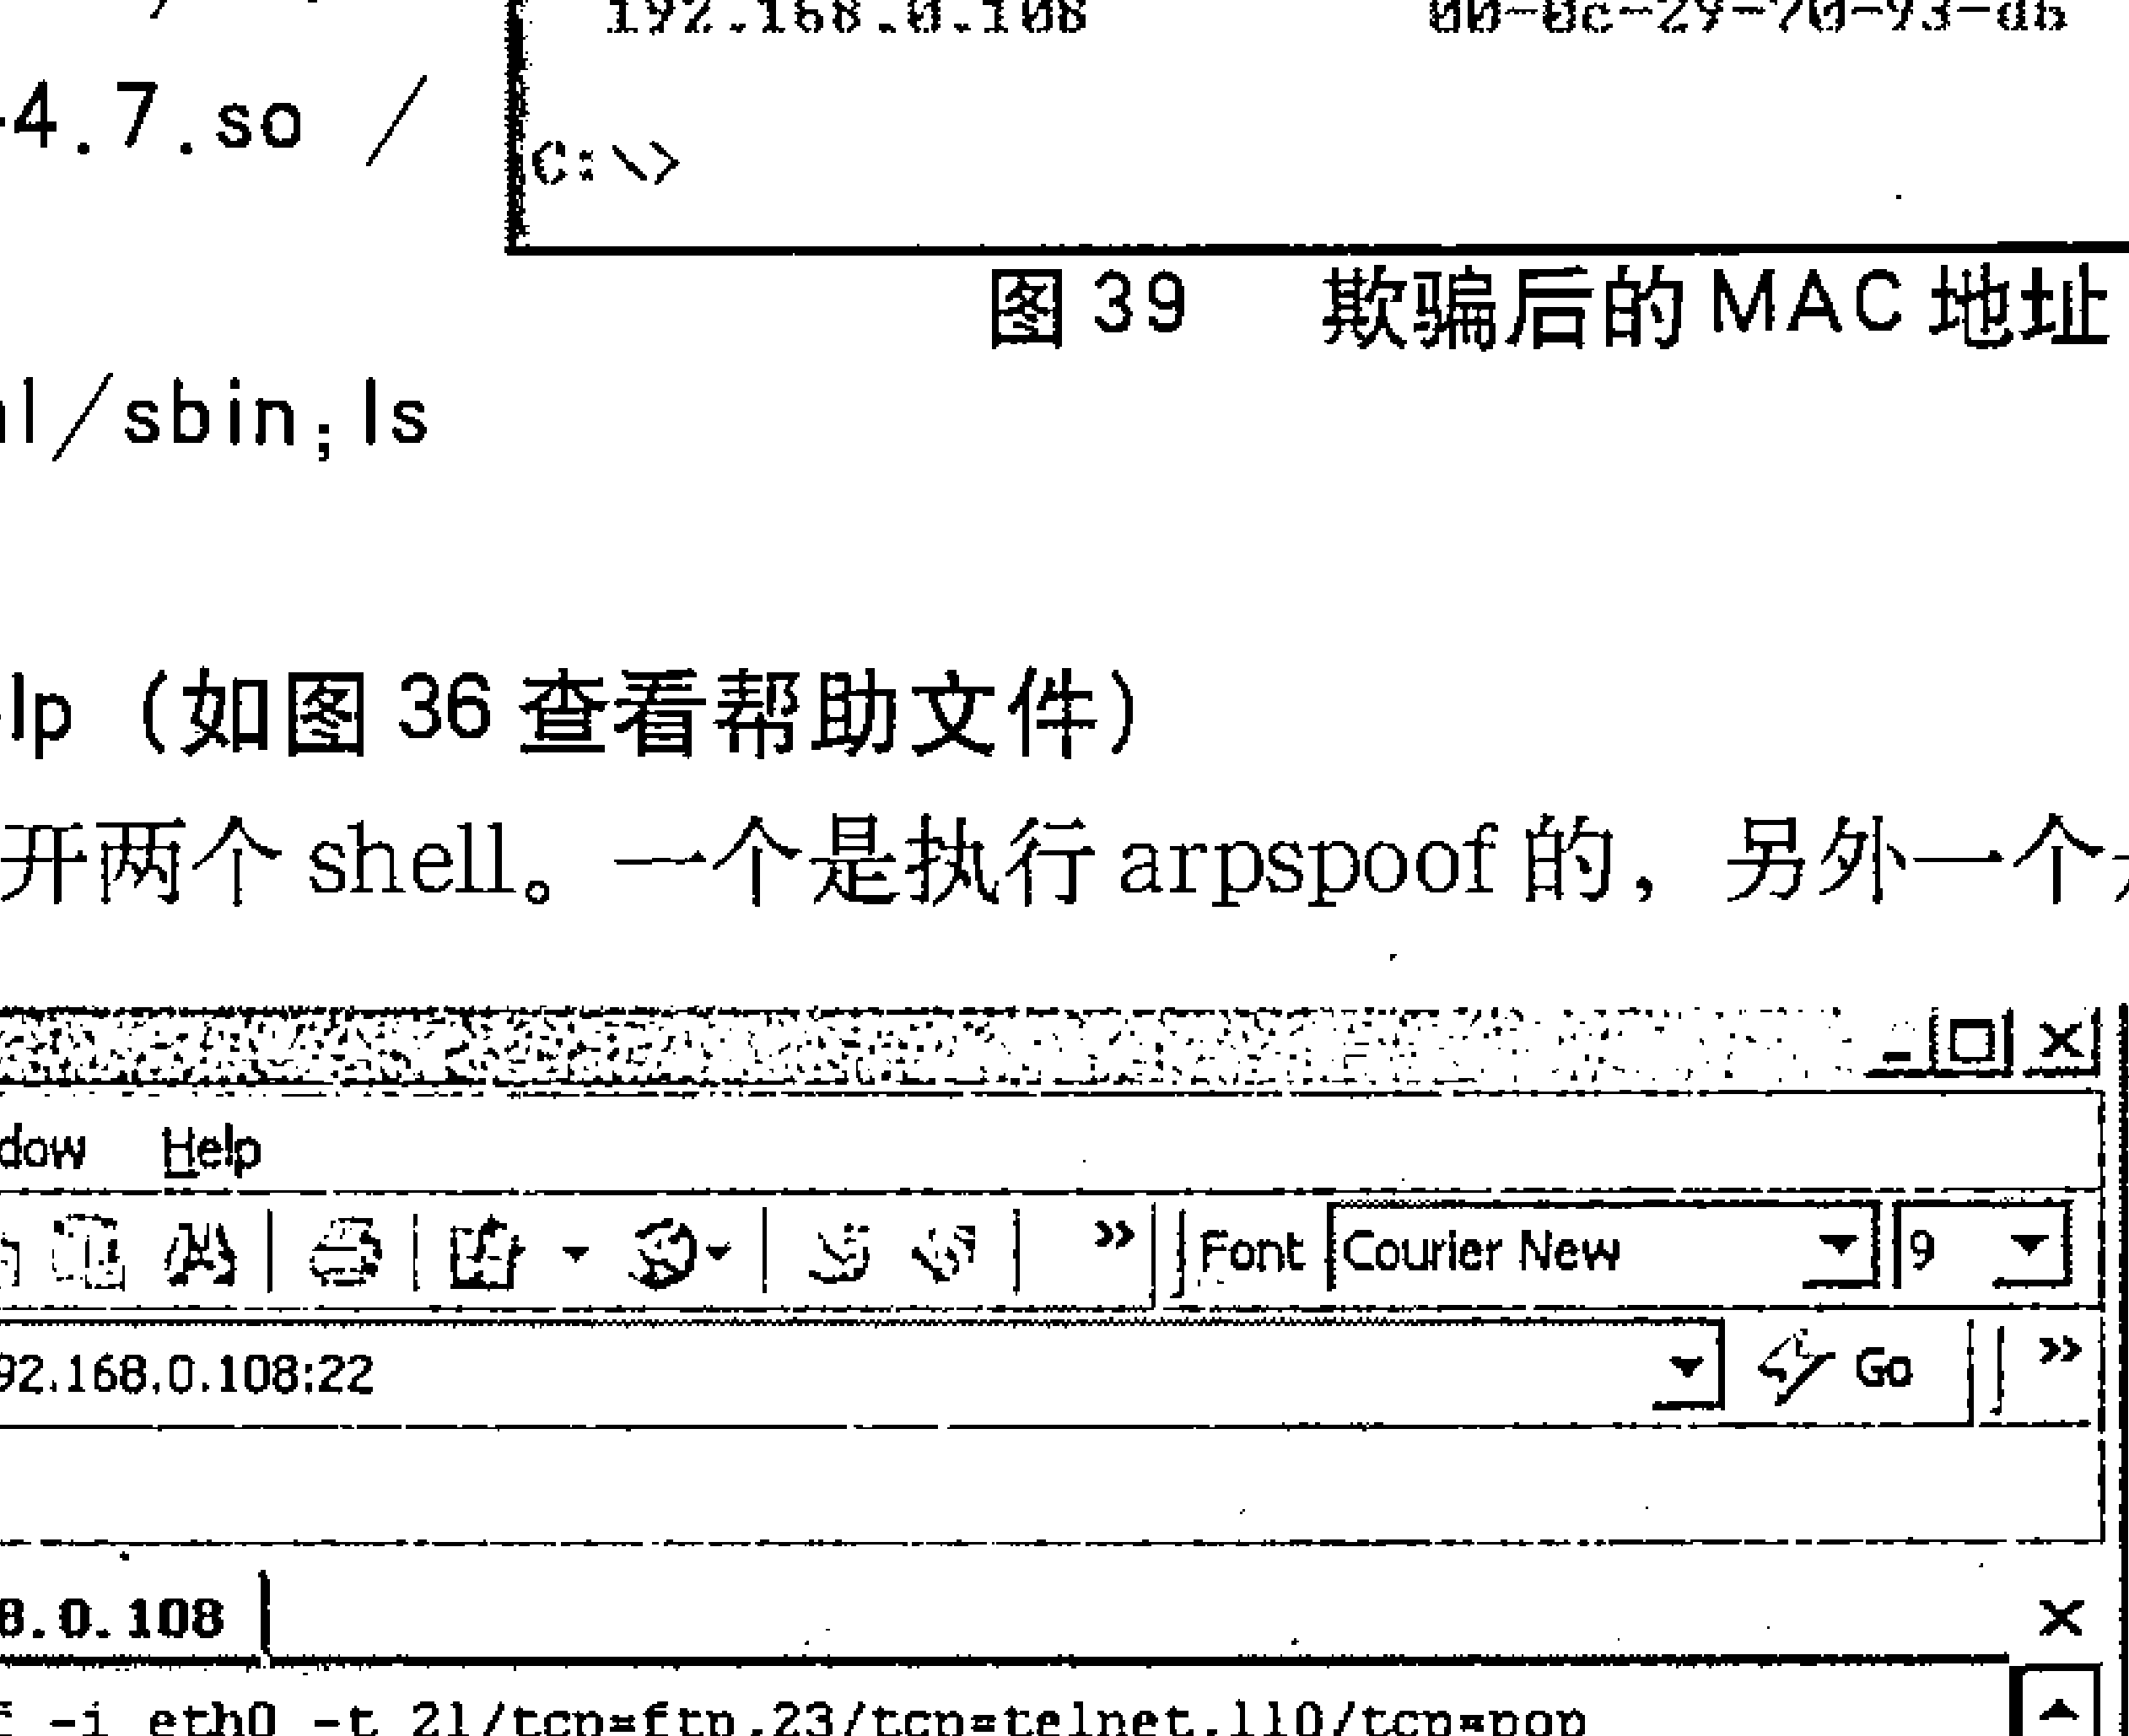 192.168.0.108 00-0c-29-70-93-db
4.7.so /
C:\>
图 39 欺骗后的 MAC 地址
l/sbin;ls
lp（如图 36 查看帮助文件）
开两个 shell。一个是执行 arpspoof 的，另外一个
dow Help
Font Courier New 9
92.168.0.108:22 Go
8.0.108
-i eth0 -t 21/tcp=ftp,23/tcp=telnet,110/tcp=pop